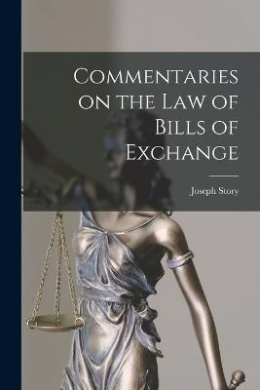 Commentaries
on the Law of
Bills of
Exchange
Joseph Story